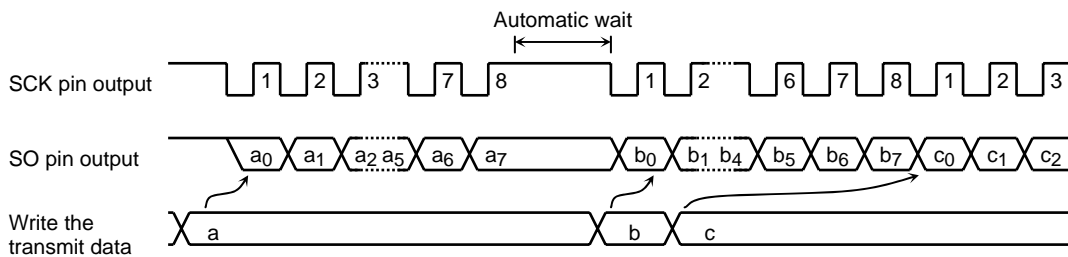 Automatic wait
SCK pin output 1 2 3 7 8 1 2 6 7 8 1 2 3
SO pin output a0 a1 a2 a5 a6 a7 b0 b1 b4 b5 b6 b7 c0 c1 c2
Write the
transmit data
a b c